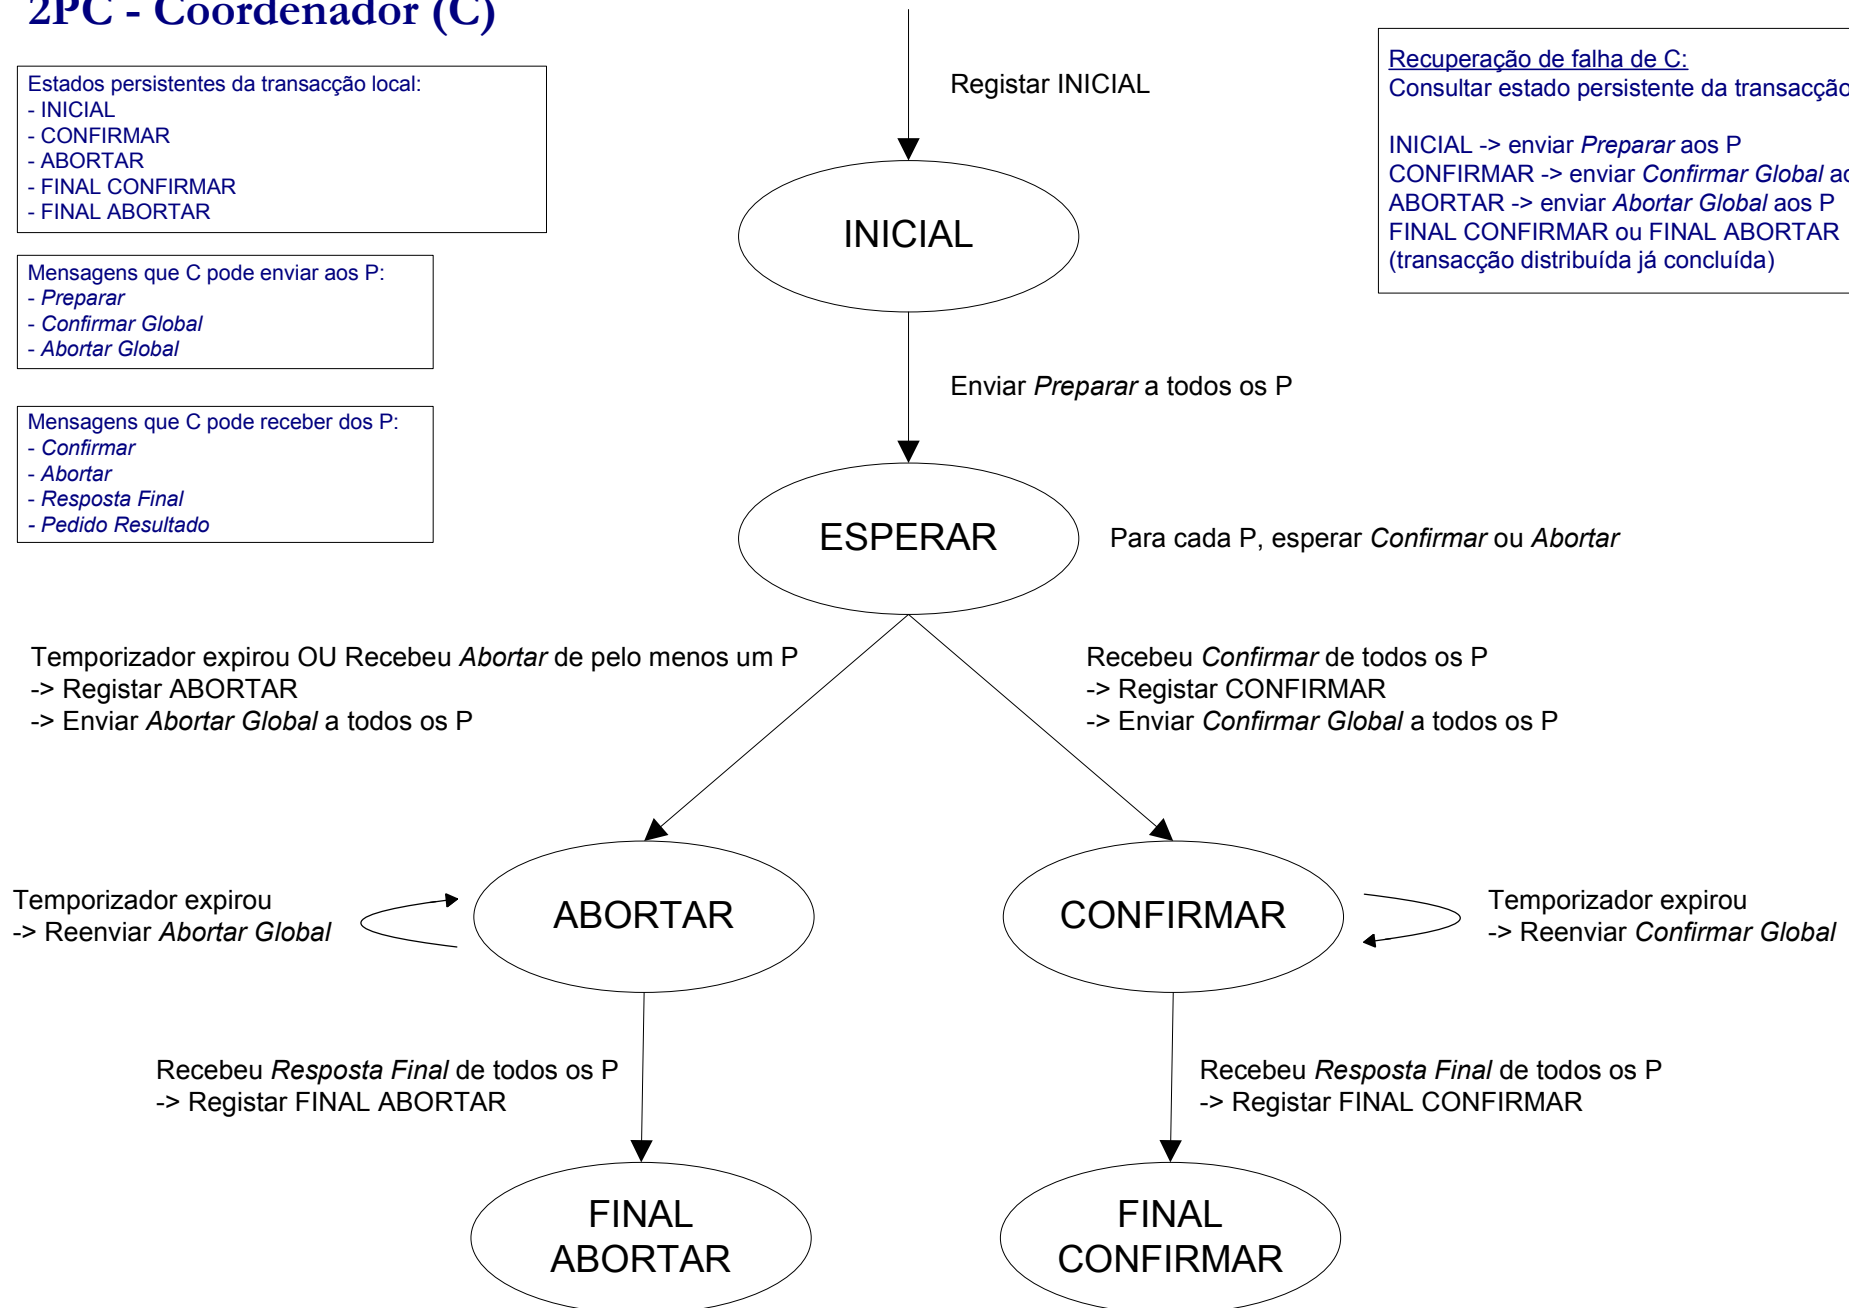 2PC - Coordenador (C)
Estados persistentes da transacção local:
- INICIAL
- CONFIRMAR
- ABORTAR
- FINAL CONFIRMAR
- FINAL ABORTAR
Mensagens que C pode enviar aos P:
- Preparar
- Confirmar Global
- Abortar Global
Mensagens que C pode receber dos P:
- Confirmar
- Abortar
- Resposta Final
- Pedido Resultado
Registar INICIAL
Recuperação de falha de C:
Consultar estado persistente da transacção
INICIAL -> enviar Preparar aos P
CONFIRMAR -> enviar Confirmar Global
ABORTAR -> enviar Abortar Global aos P
FINAL CONFIRMAR ou FINAL ABORTAR
(transacção distribuída já concluída)
INICIAL
Enviar Preparar a todos os P
ESPERAR
Para cada P, esperar Confirmar ou Abortar
Temporizador expirou OU Recebeu Abortar de pelo menos um P
-> Registar ABORTAR
-> Enviar Abortar Global a todos os P
Recebeu Confirmar de todos os P
-> Registar CONFIRMAR
-> Enviar Confirmar Global a todos os P
Temporizador expirou
-> Reenviar Abortar Global
ABORTAR
CONFIRMAR
Temporizador expirou
-> Reenviar Confirmar Global
Recebeu Resposta Final de todos os P
-> Registar FINAL ABORTAR
Recebeu Resposta Final de todos os P
-> Registar FINAL CONFIRMAR
FINAL
ABORTAR
FINAL
CONFIRMAR